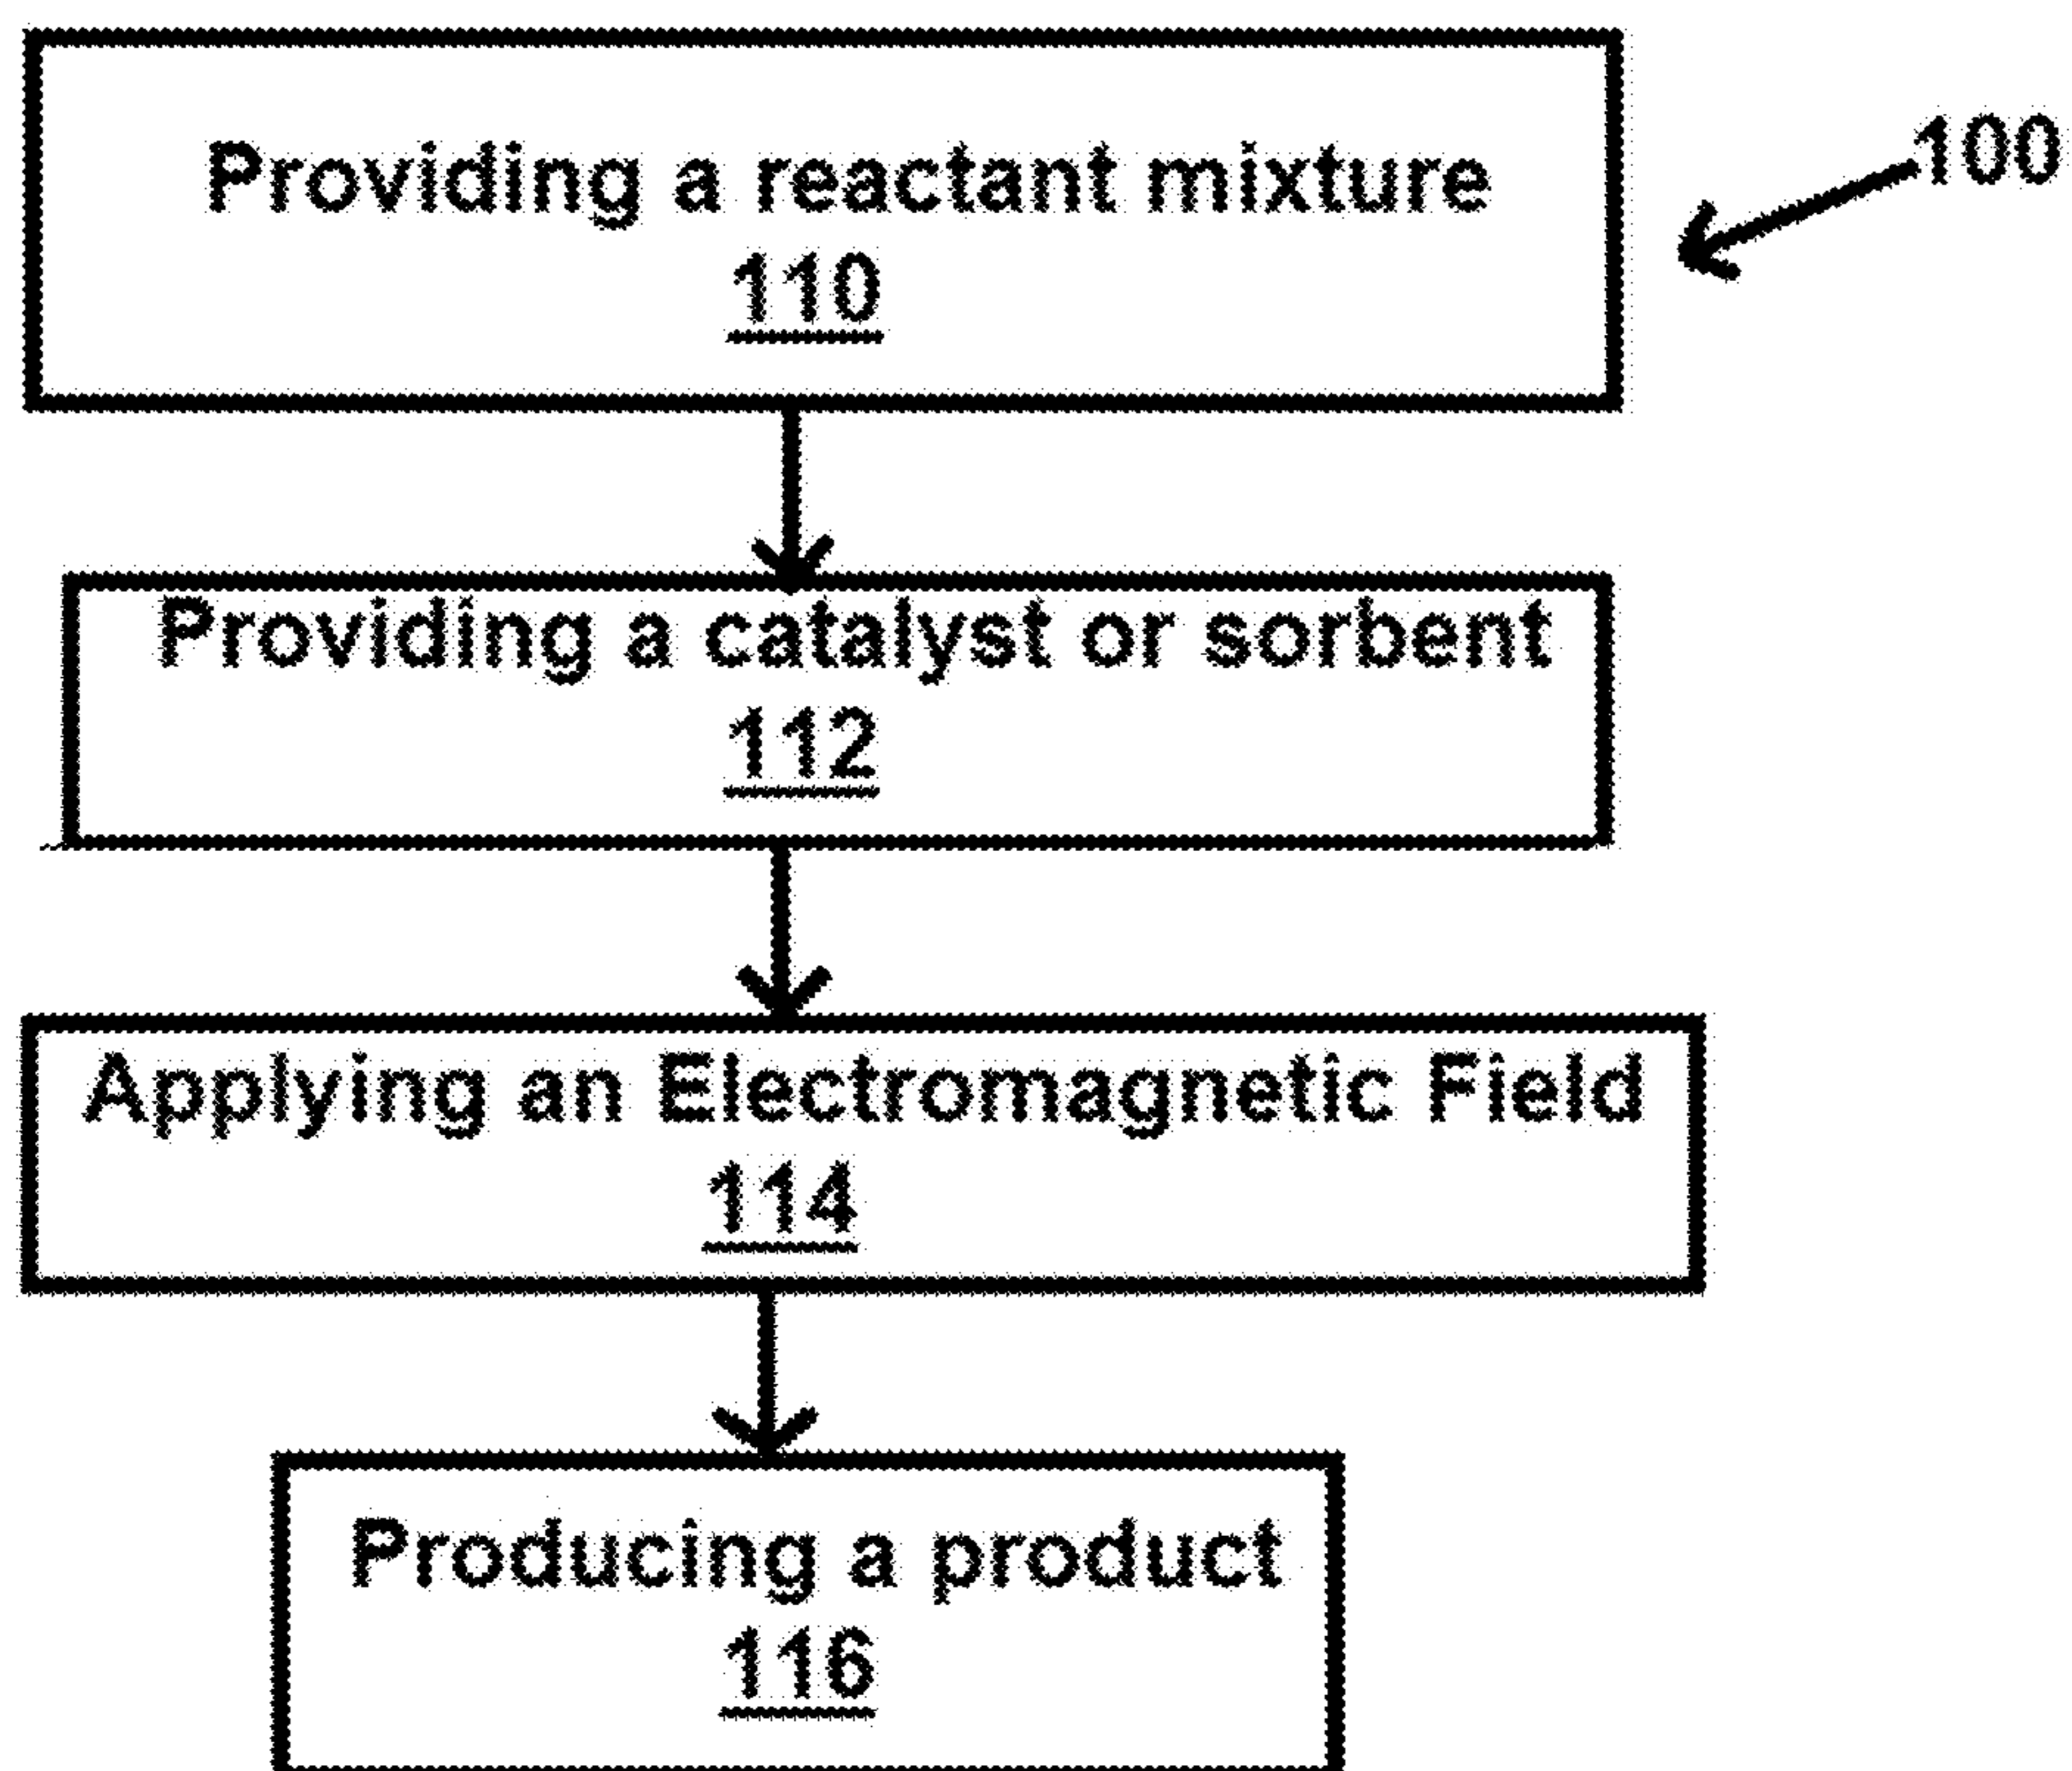 Providing a reactant mixture
100
110
Providing a catalyst or sorbent
112
Applying an Electromagnetic Field
114
Producing a product
116